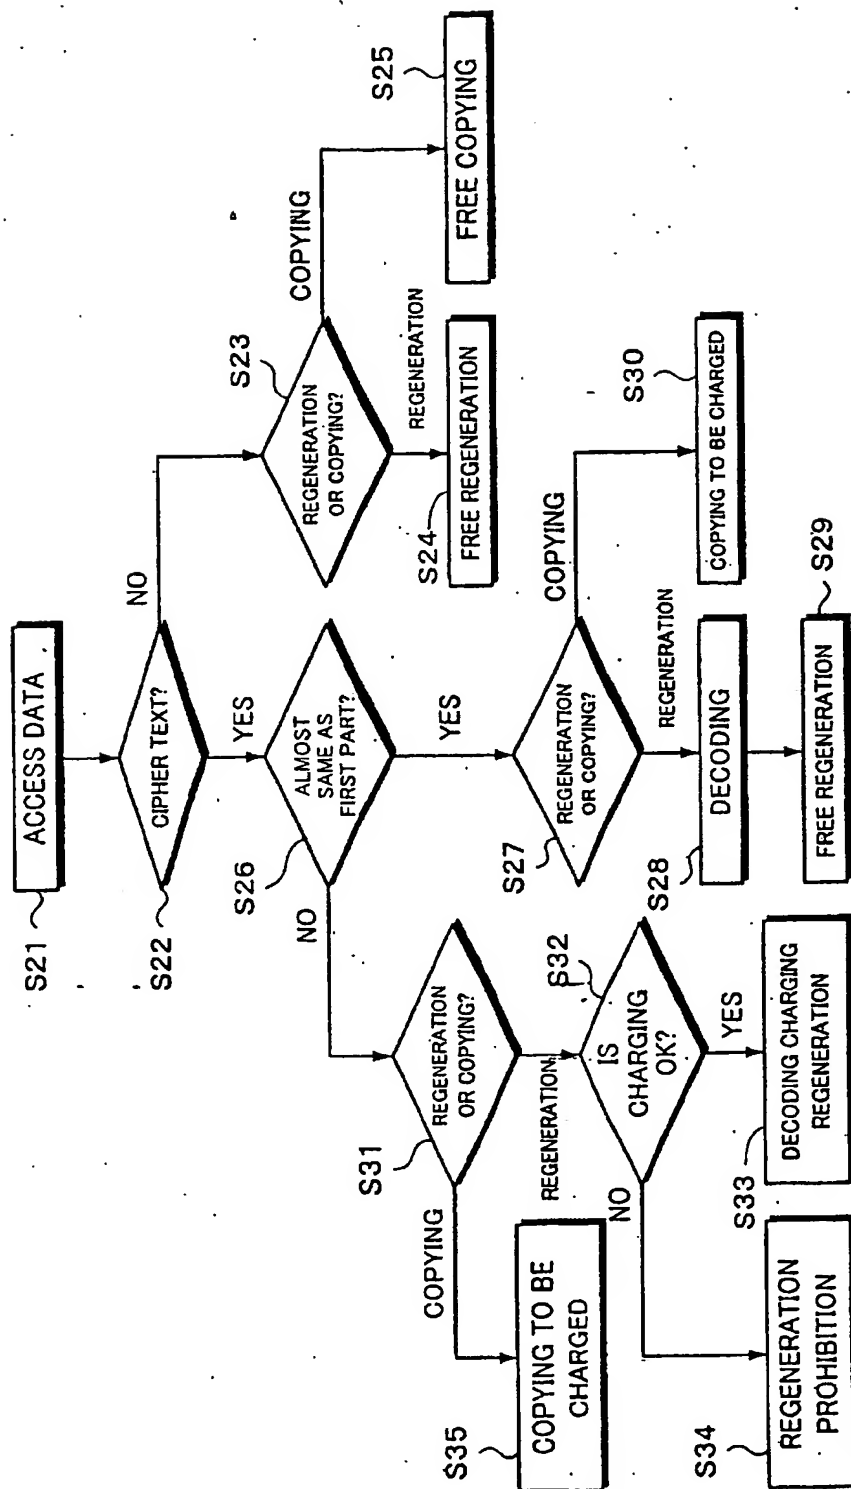 S21
ACCESS DATA
S22
CIPHER TEXT?
NO
YES
S23
REGENERATION
OR COPYING?
COPYING
REGENERATION
S24
FREE REGENERATION
S25
FREE COPYING
S26
ALMOST
SAME AS
FIRST PART?
NO
YES
S27
REGENERATION
OR COPYING?
COPYING
REGENERATION
S28
DECODING
S29
FREE REGENERATION
S30
COPYING TO BE CHARGED
S31
REGENERATION
OR COPYING?
COPYING
REGENERATION
S32
IS
CHARGING
OK?
NO
YES
S33
DECODING CHARGING
REGENERATION
S34
REGENERATION
PROHIBITION
S35
COPYING TO BE
CHARGED